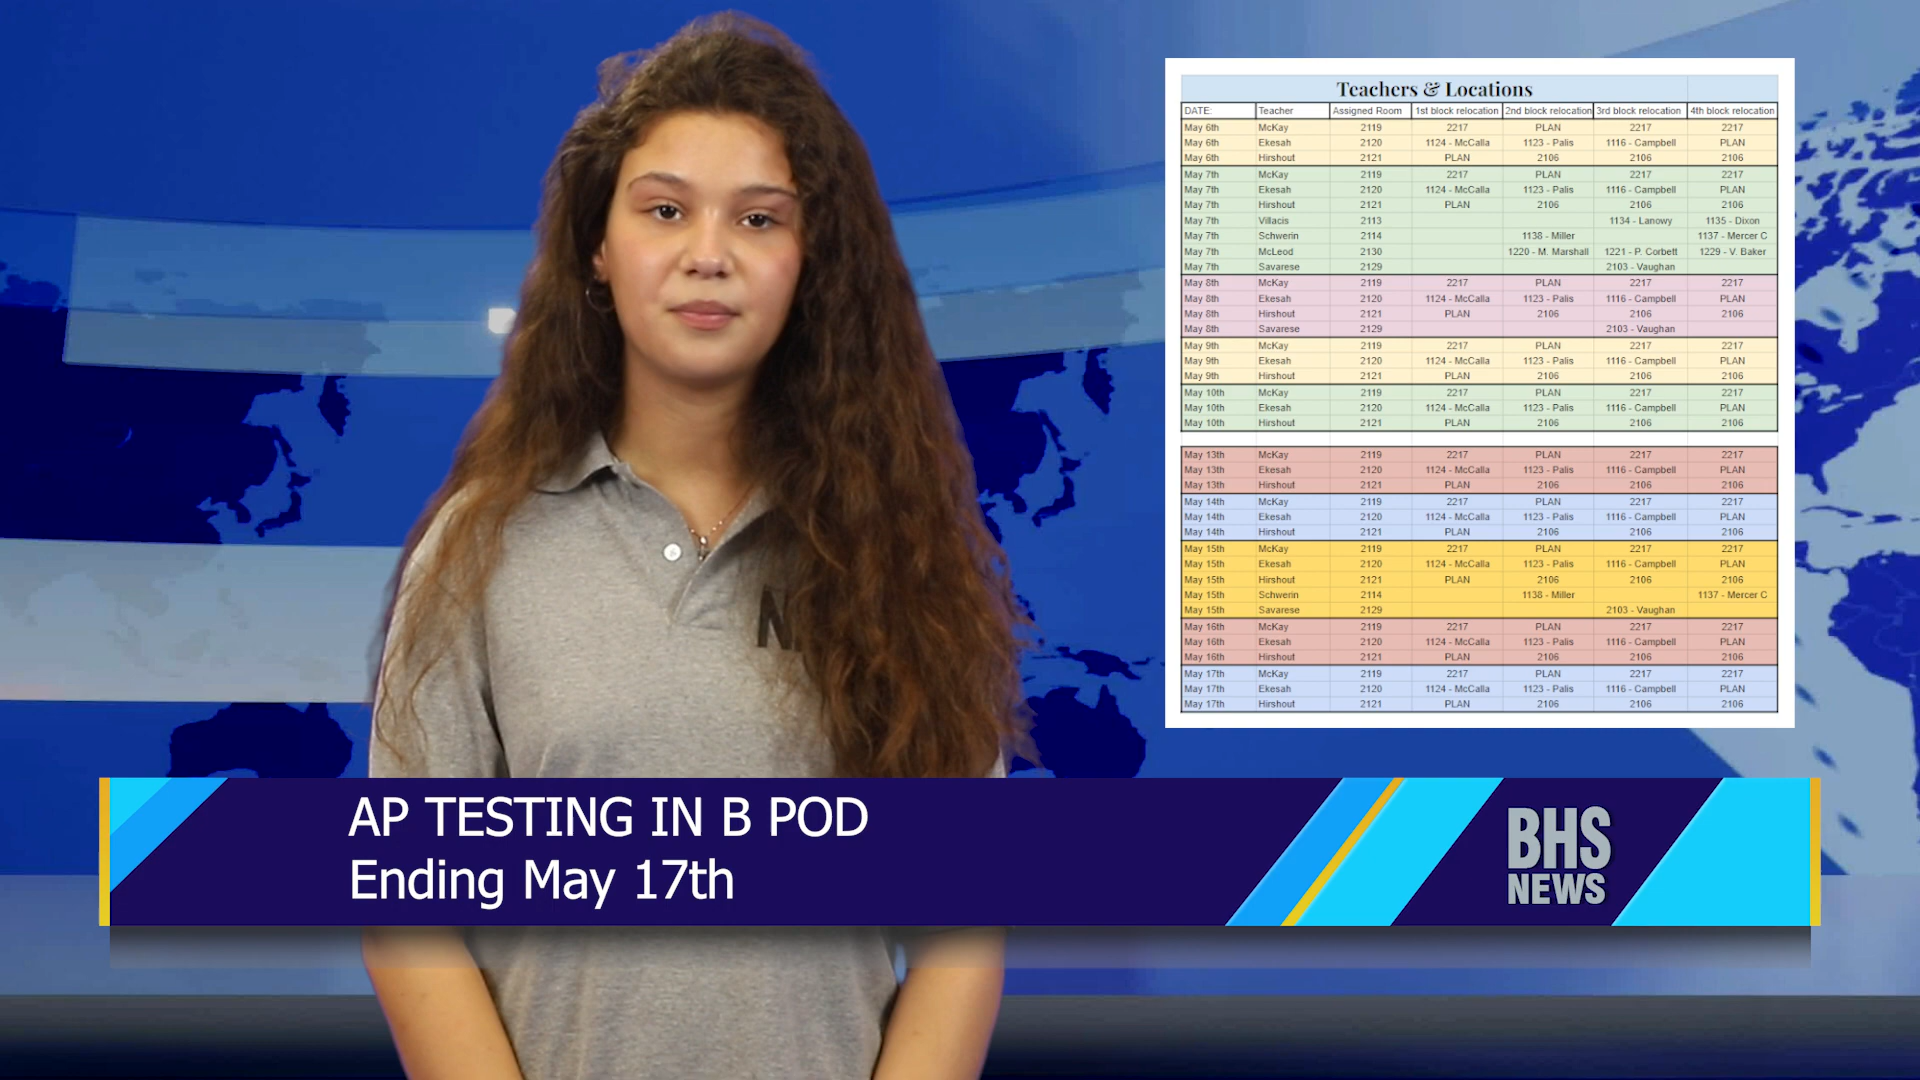 Teachers & Locations
DATE: Teacher Assigned Room 1st block relocation 2nd block relocation 3rd block relocation 4th block relocation
May 6th McKay 2119 2217 PLAN 2217 2217
May 6th Ekesah 2120 1124 - McCalla 1123 - Palis 1116 - Campbell PLAN
May 6th Hirshout 2121 PLAN 2106 2106 2106
May 7th McKay 2119 2217 PLAN 2217 2217
May 7th Ekesah 2120 1124 - McCalla 1123 - Palis 1116 - Campbell PLAN
May 7th Hirshout 2121 PLAN 2106 2106 2106
May 7th Villacis 2113 1134 - Lanowy 1135 - Dixon
May 7th Schwerin 2114 1138 - Miller 1137 - Mercer C
May 7th McLeod 2130 1220 - M. Marshall 1221 - P. Corbett 1229 - V. Baker
May 7th Savarese 2129 2103 - Vaughan
May 8th McKay 2119 2217 PLAN 2217 2217
May 8th Ekesah 2120 1124 - McCalla 1123 - Palis 1116 - Campbell PLAN
May 8th Hirshout 2121 PLAN 2106 2106 2106
May 8th Savarese 2129 2103 - Vaughan
May 9th McKay 2119 2217 PLAN 2217 2217
May 9th Ekesah 2120 1124 - McCalla 1123 - Palis 1116 - Campbell PLAN
May 9th Hirshout 2121 PLAN 2106 2106 2106
May 10th McKay 2119 2217 PLAN 2217 2217
May 10th Ekesah 2120 1124 - McCalla 1123 - Palis 1116 - Campbell PLAN
May 10th Hirshout 2121 PLAN 2106 2106 2106
May 13th McKay 2119 2217 PLAN 2217 2217
May 13th Ekesah 2120 1124 - McCalla 1123 - Palis 1116 - Campbell PLAN
May 13th Hirshout 2121 PLAN 2106 2106 2106
May 14th McKay 2119 2217 PLAN 2217 2217
May 14th Ekesah 2120 1124 - McCalla 1123 - Palis 1116 - Campbell PLAN
May 14th Hirshout 2121 PLAN 2106 2106 2106
May 15th McKay 2119 2217 PLAN 2217 2217
May 15th Ekesah 2120 1124 - McCalla 1123 - Palis 1116 - Campbell PLAN
May 15th Hirshout 2121 PLAN 2106 2106 2106
May 15th Schwerin 2114 1138 - Miller 1137 - Mercer C
May 15th Savarese 2129 2103 - Vaughan
May 16th McKay 2119 2217 PLAN 2217 2217
May 16th Ekesah 2120 1124 - McCalla 1123 - Palis 1116 - Campbell PLAN
May 16th Hirshout 2121 PLAN 2106 2106 2106
May 17th McKay 2119 2217 PLAN 2217 2217
May 17th Ekesah 2120 1124 - McCalla 1123 - Palis 1116 - Campbell PLAN
May 17th Hirshout 2121 PLAN 2106 2106 2106
AP TESTING IN B POD
Ending May 17th
BHS
NEWS